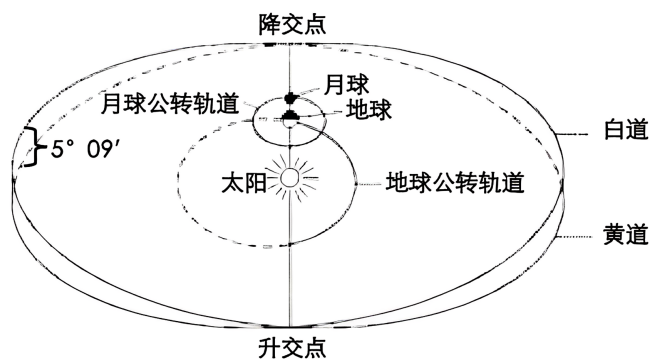 降交点
月球
月球公转轨道
地球
5° 09′
白道
太阳
地球公转轨道
黄道
升交点